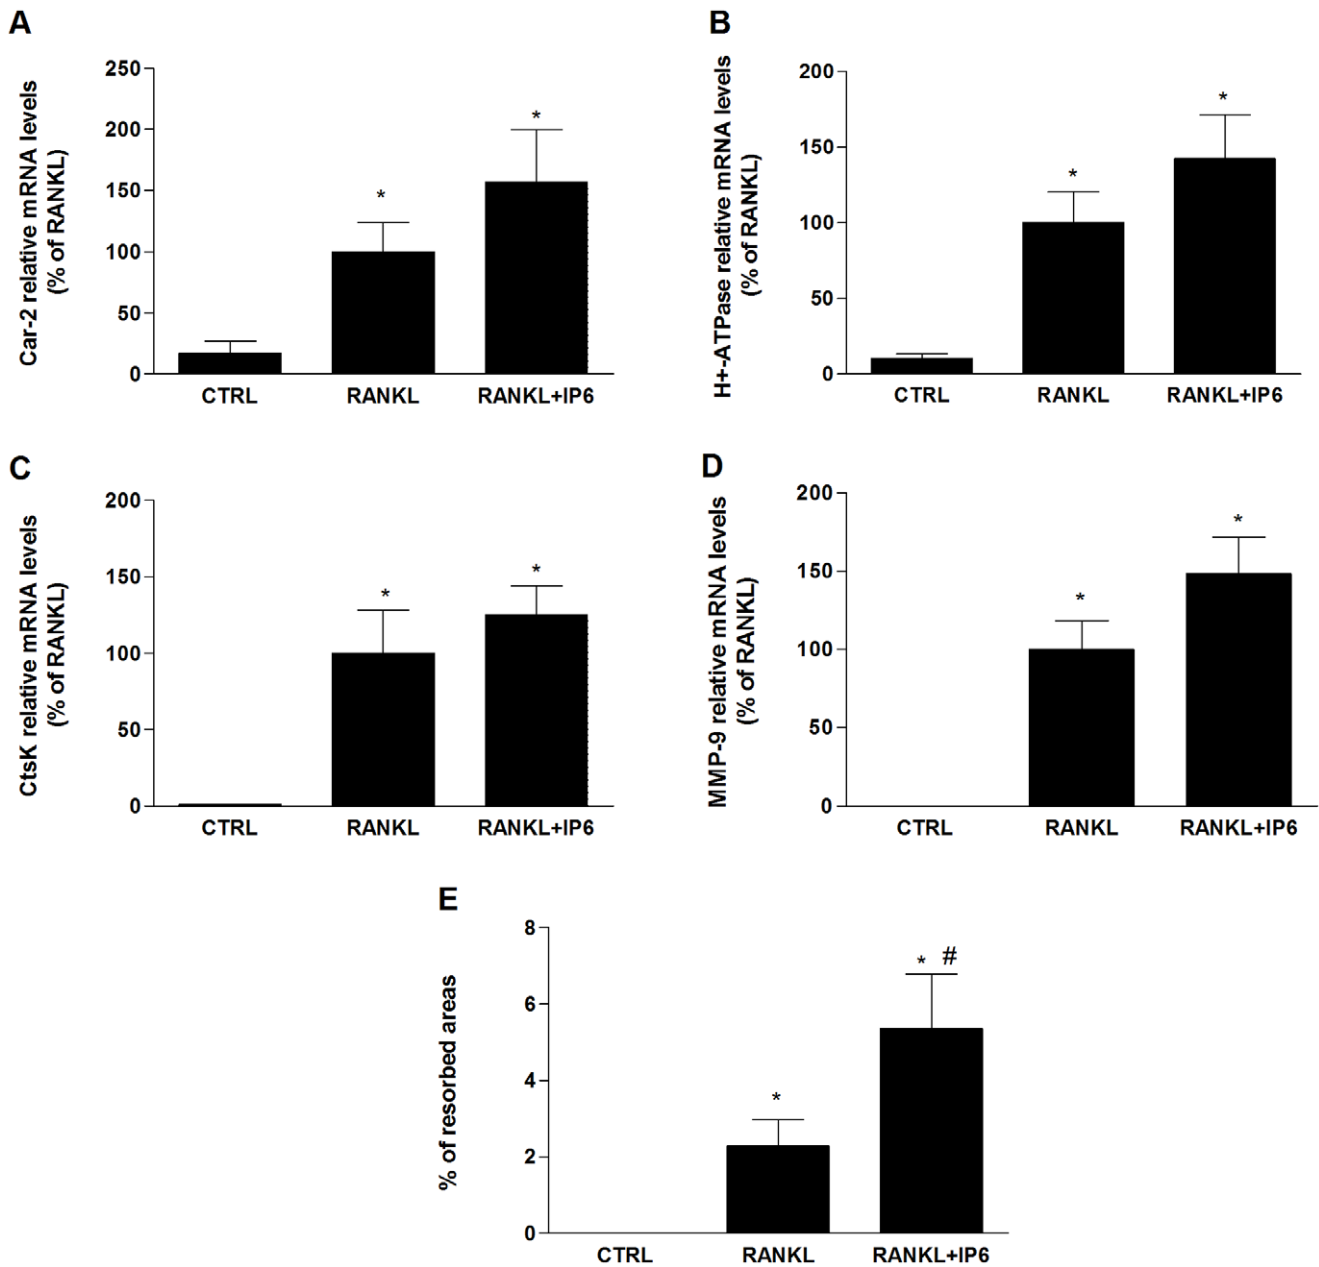 A
Car-2 relative mRNA levels
(% of RANKL)
250
200
150
100
50
0
*
*
CTRL
RANKL
RANKL+IP6
B
H+-ATPase relative mRNA levels
(% of RANKL)
200
150
100
50
0
*
*
CTRL
RANKL
RANKL+IP6
C
CtsK relative mRNA levels
(% of RANKL)
200
150
100
50
0
*
*
CTRL
RANKL
RANKL+IP6
D
MMP-9 relative mRNA levels
(% of RANKL)
200
150
100
50
0
*
*
CTRL
RANKL
RANKL+IP6
E
% of resorbed areas
8
6
4
2
0
*
* #
CTRL
RANKL
RANKL+IP6